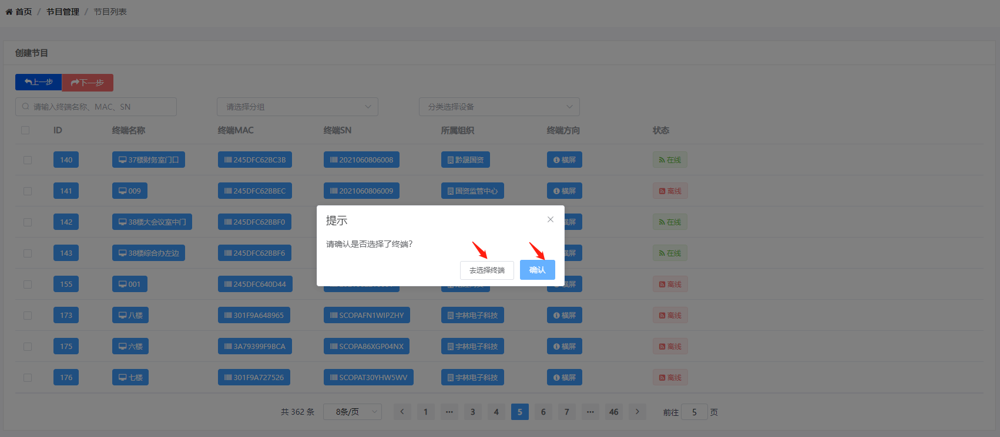 首页 / 节目管理 / 节目列表
创建节目
上一步 下一步
请输入终端名称、MAC、SN 请选择分组 分类选择设备
ID 终端名称 终端MAC 终端SN 所属组织 终端方向 状态
140 37楼财务室门口 245DFC62BC3B 2021060806008 黔晟国资 横屏 在线
141 009 245DFC62BBEC 2021060806009 国资监管中心 横屏 离线
142 38楼大会议室中门 245DFC62BBF0 横屏 在线
143 38楼综合办左边 245DFC62BBF6 横屏 在线
155 001 245DFC640D44 横屏 离线
173 八楼 301F9A648965 SCOPAFN1WIPZHY 宇林电子科技 横屏 离线
175 六楼 3A79399F9BCA SCOPA86XGP04NX 宇林电子科技 横屏 离线
176 七楼 301F9A727526 SCOPAT30YHW5WV 宇林电子科技 横屏 离线
提示
请确认是否选择了终端?
去选择终端 确认
共 362 条 8条/页 1 ••• 3 4 5 6 7 ••• 46 前往 5 页